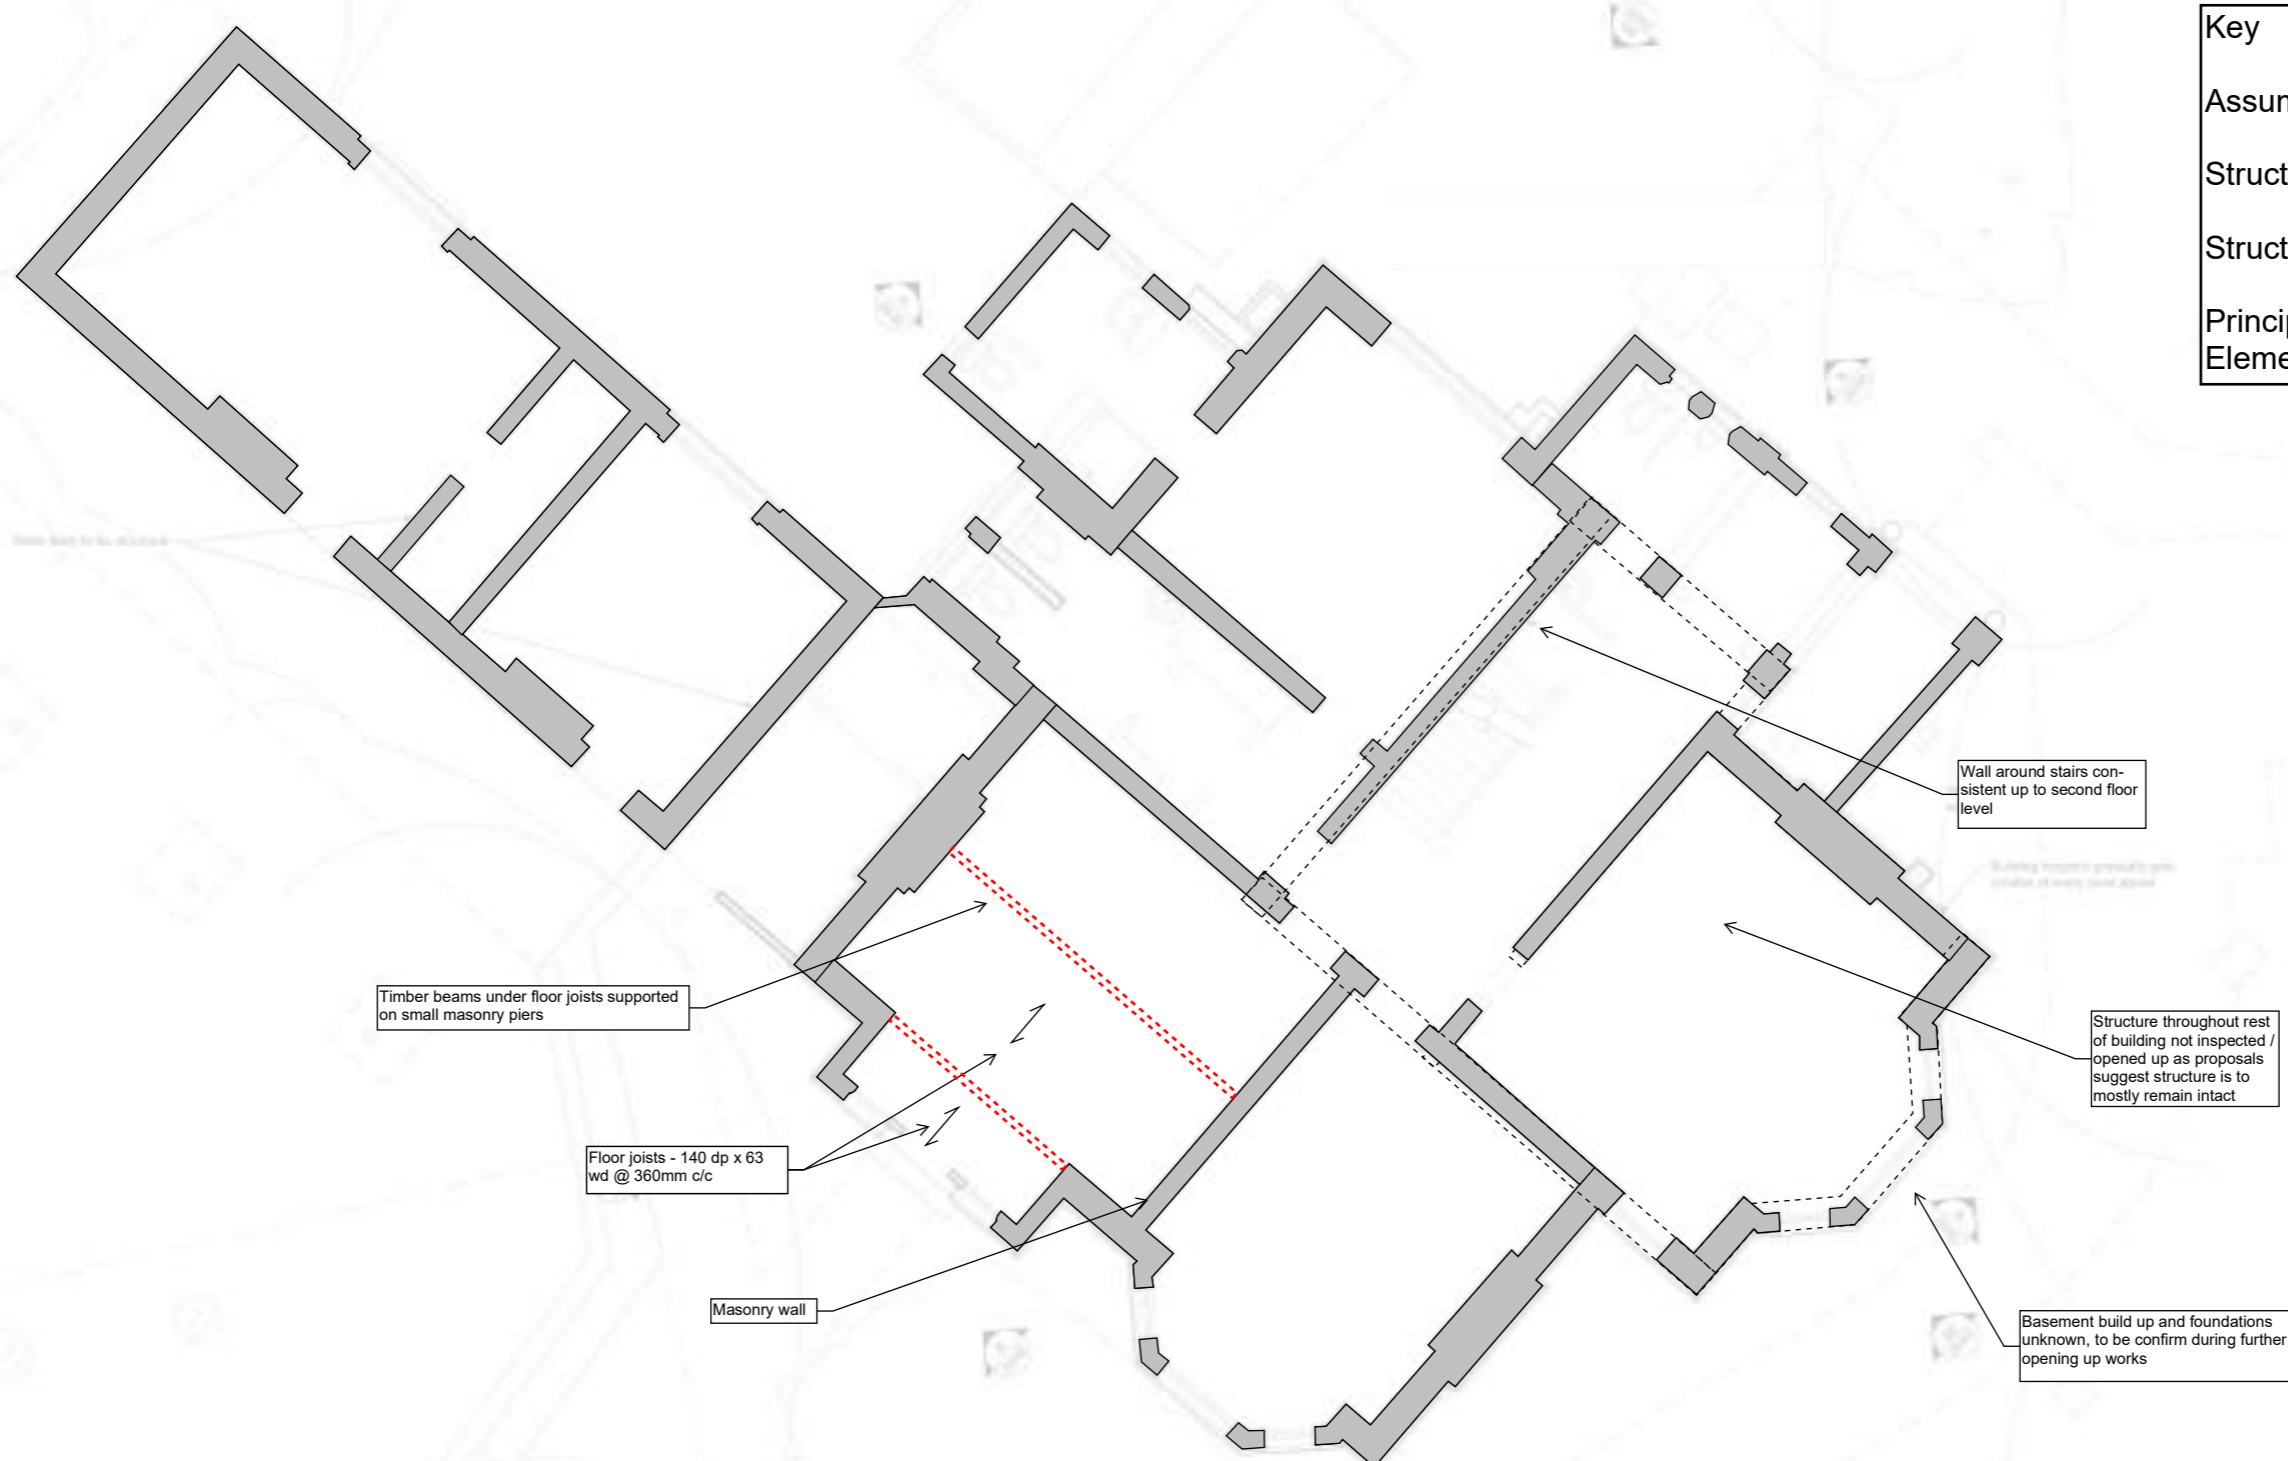 Key
Assum
Struct
Struct
Princip
Eleme
Wall around stairs con-
sistent up to second floor
level
Timber beams under floor joists supported
on small masonry piers
Structure throughout rest
of building not inspected /
opened up as proposals
suggest structure is to
mostly remain intact
Floor joists - 140 dp x 63
wd @ 360mm c/c
Masonry wall
Basement build up and foundations
unknown, to be confirm during further
opening up works